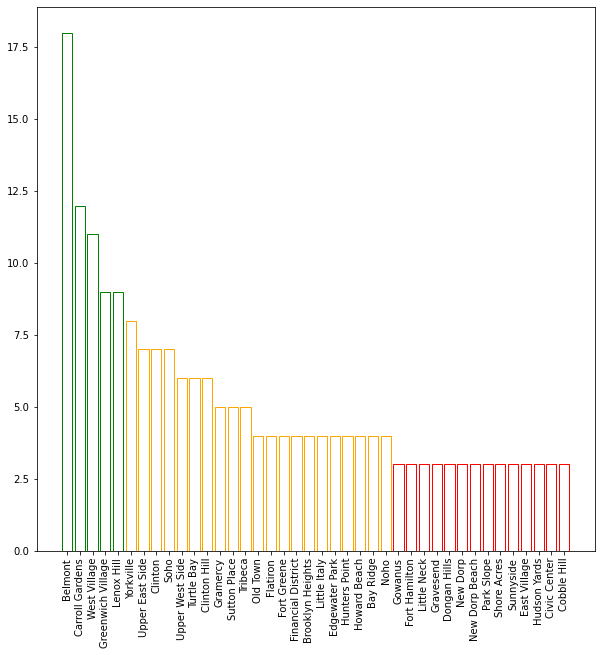 17.5
15.0
12.5
10.0
7.5
5.0
2.5
0.0
Belmont
Carroll Gardens
West Village
Greenwich Village
Lenox Hill
Yorkville
Upper East Side
Clinton
Soho
Upper West Side
Turtle Bay
Clinton Hill
Gramercy
Sutton Place
Tribeca
Old Town
Flatiron
Fort Greene
Financial District
Brooklyn Heights
Little Italy
Edgewater Park
Hunters Point
Howard Beach
Bay Ridge
Noho
Gowanus
Fort Hamilton
Little Neck
Gravesend
Dongan Hills
New Dorp
New Dorp Beach
Park Slope
Shore Acres
Sunnyside
East Village
Hudson Yards
Civic Center
Cobble Hill